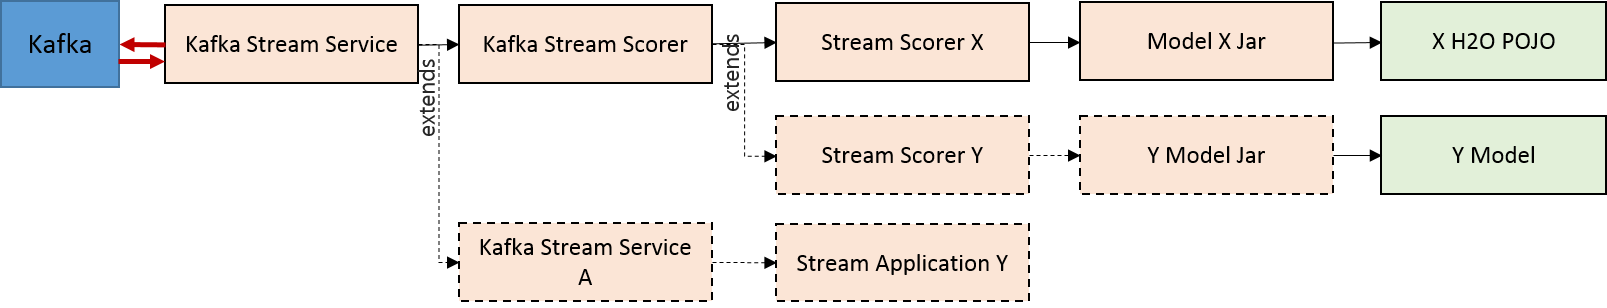 Kafka
Kafka Stream Service
Kafka Stream Scorer
Stream Scorer X
Model X Jar
X H2O POJO
extends
extends
Stream Scorer Y
Y Model Jar
Y Model
Kafka Stream Service
A
Stream Application Y